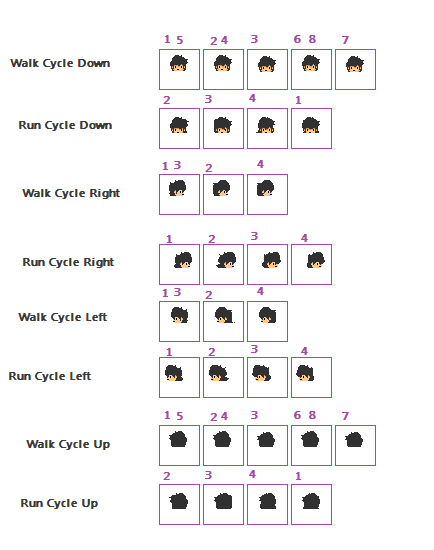 1 5 2 4 3 6 8 7
Walk Cycle Down
2 3 4 1
Run Cycle Down
1 3 2 4
Walk Cycle Right
1 2 3 4
Run Cycle Right
1 3 2 4
Walk Cycle Left
1 2 3 4
Run Cycle Left
1 5 2 4 3 6 8 7
Walk Cycle Up
2 3 4 1
Run Cycle Up